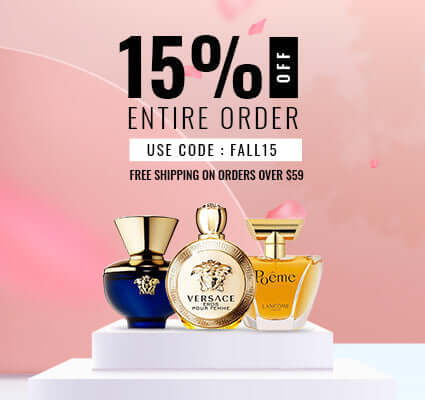 15% OFF
ENTIRE ORDER
USE CODE : FALL15
FREE SHIPPING ON ORDERS OVER $59
VERSACE
EROS
POUR FEMME
Poême
LANCÔME